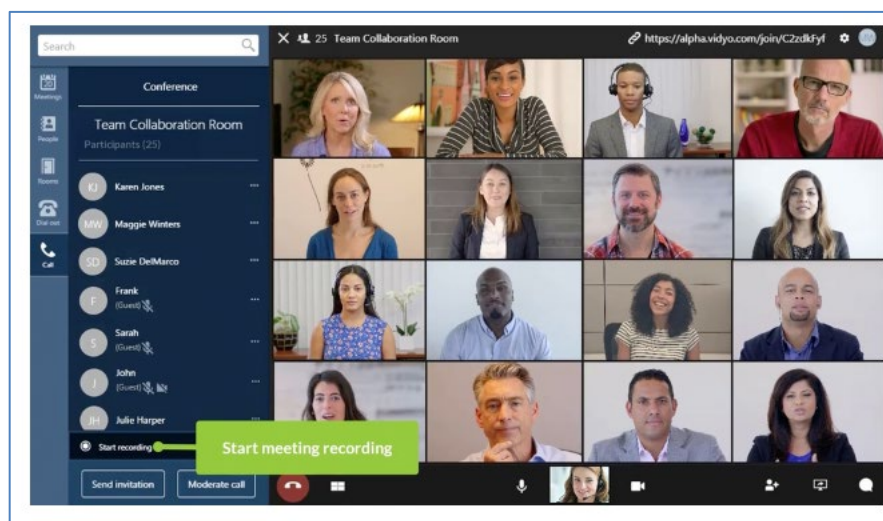 Search
25 Team Collaboration Room
https://alpha.vidyo.com/join/C2zdkFyf
20
Meetings
People
Rooms
Dial out
Call
Conference
Team Collaboration Room
Participants (25)
KJ Karen Jones
MW Maggie Winters
SD Suzie DelMarco
F Frank
(Guest)
S Sarah
(Guest)
J John
(Guest)
JH Julie Harper
Start recording
Start meeting recording
Send invitation
Moderate call